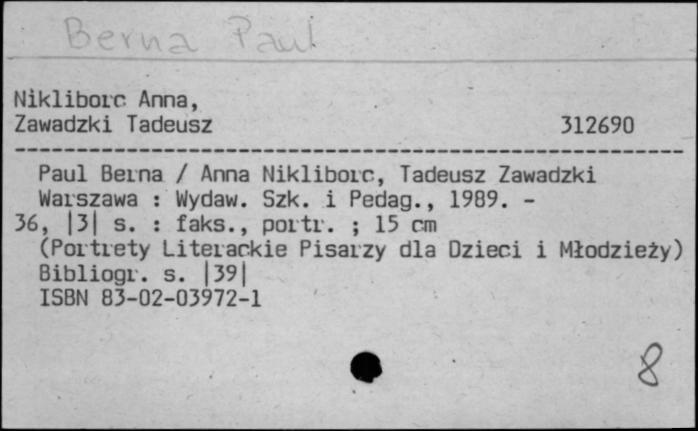 Berna Paul
Nikliborc Anna,
Zawadzki Tadeusz 312690
Paul Berna / Anna Nikliborc, Tadeusz Zawadzki
Warszawa : Wydaw. Szk. i Pedag., 1989. -
36, |3| s. : faks., portr. ; 15 cm
(Portrety Literackie Pisarzy dla Dzieci i Młodzieży)
Bibliogr. s. |39|
ISBN 83-02-03972-1
8